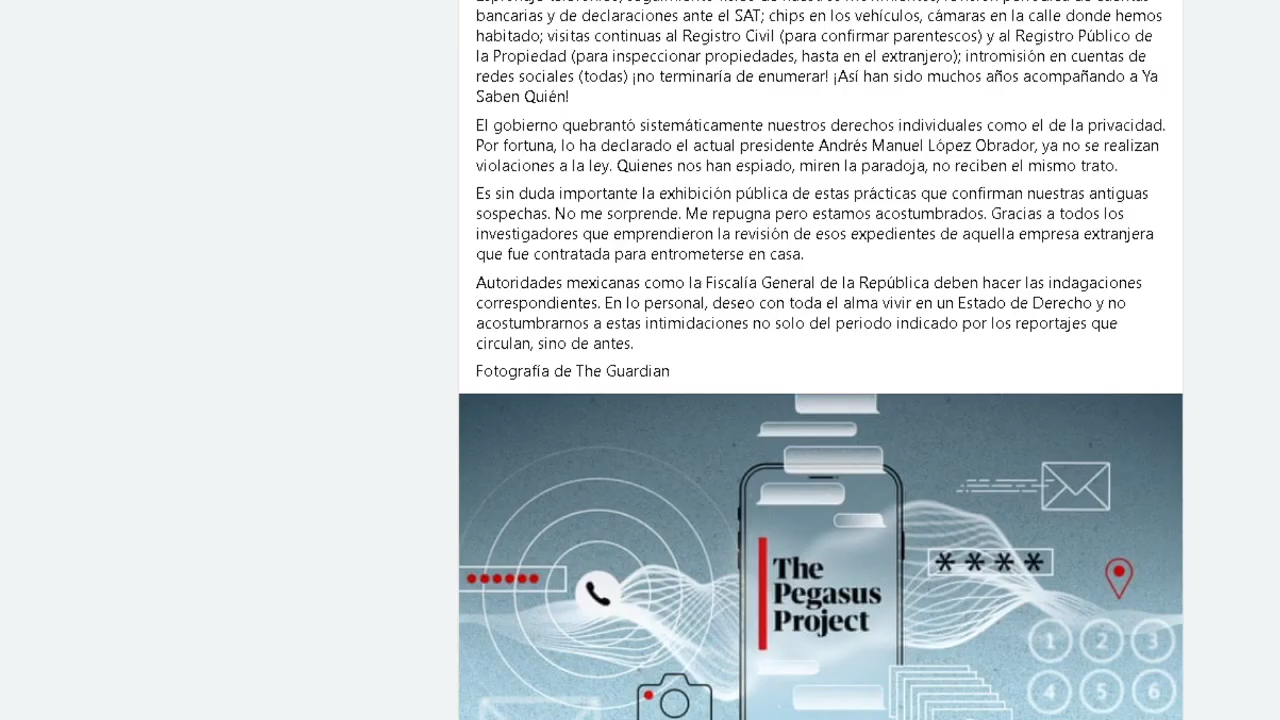 bancarias y de declaraciones ante el SAT; chips en los vehículos, cámaras en la calle donde hemos
habitado; visitas continuas al Registro Civil (para confirmar parentescos) y al Registro Público de
la Propiedad (para inspeccionar propiedades, hasta en el extranjero); intromisión en cuentas de
redes sociales (todas) ¡no terminaría de enumerar! ¡Así han sido muchos años acompañando a Ya
Saben Quién!
El gobierno quebrantó sistemáticamente nuestros derechos individuales como el de la privacidad.
Por fortuna, lo ha declarado el actual presidente Andrés Manuel López Obrador, ya no se realizan
violaciones a la ley. Quienes nos han espiado, miren la paradoja, no reciben el mismo trato.
Es sin duda importante la exhibición pública de estas prácticas que confirman nuestras antiguas
sospechas. No me sorprende. Me repugna pero estamos acostumbrados. Gracias a todos los
investigadores que emprendieron la revisión de esos expedientes de aquella empresa extranjera
que fue contratada para entrometerse en casa.
Autoridades mexicanas como la Fiscalía General de la República deben hacer las indagaciones
correspondientes. En lo personal, deseo con toda el alma vivir en un Estado de Derecho y no
acostumbrarnos a estas intimidaciones no solo del periodo indicado por los reportajes que
circulan, sino de antes.
Fotografía de The Guardian
The
Pegasus
Project
* * * *
1 2 3
4 5 6